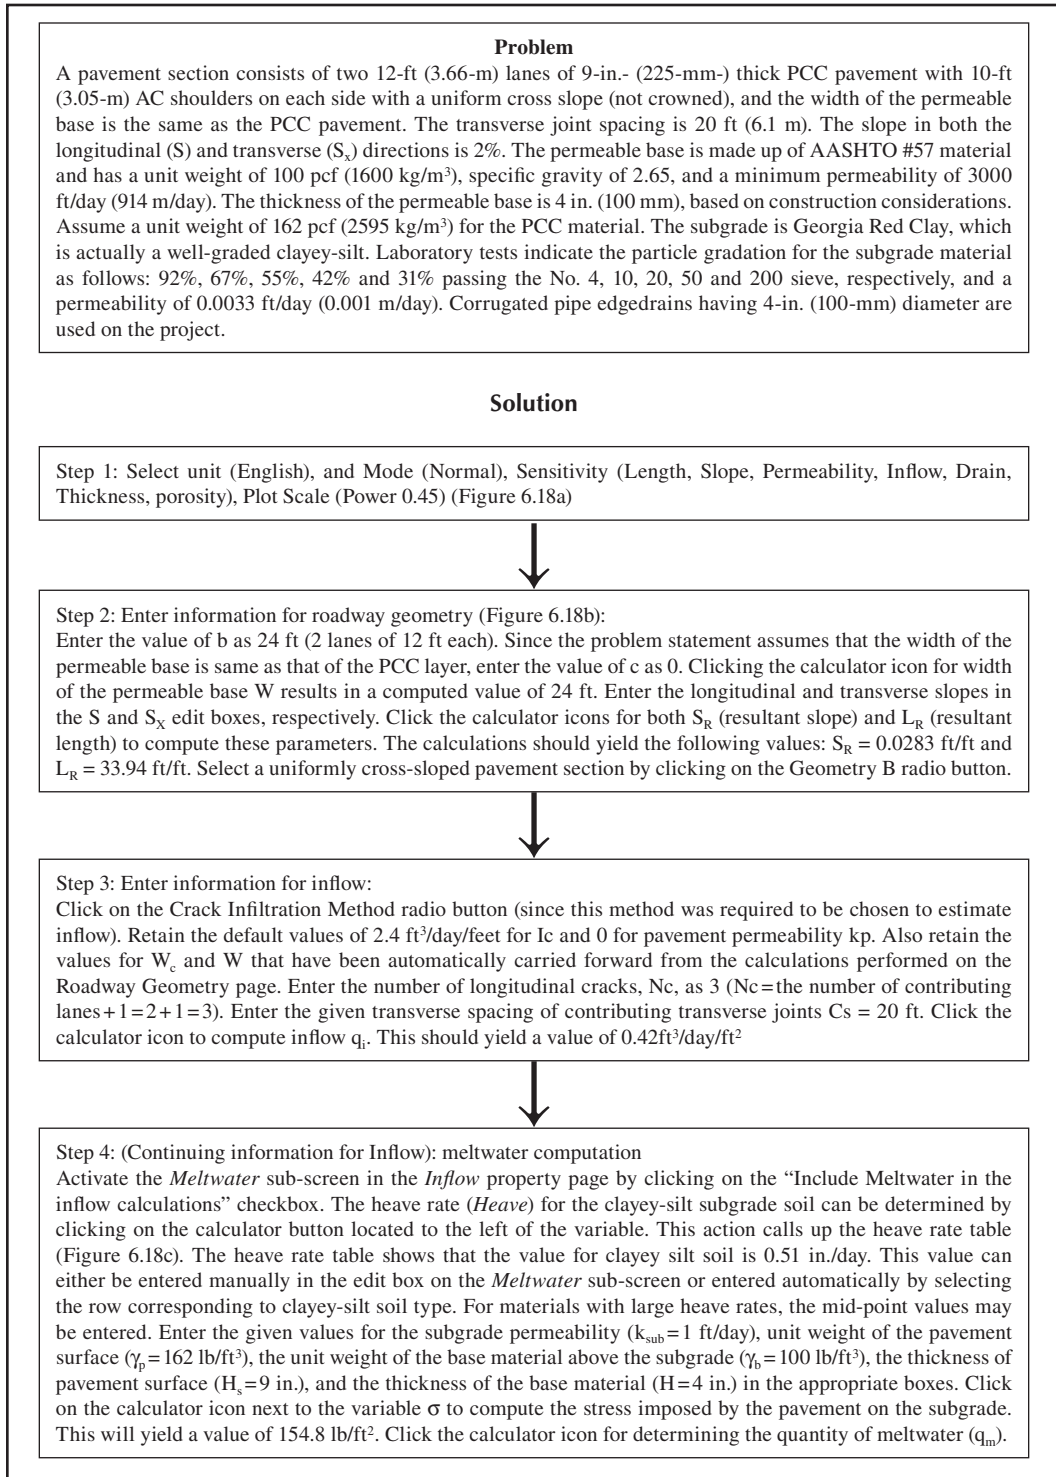 Problem
A pavement section consists of two 12-ft (3.66-m) lanes of 9-in.- (225-mm-) thick PCC pavement with 10-ft
(3.05-m) AC shoulders on each side with a uniform cross slope (not crowned), and the width of the permeable
base is the same as the PCC pavement. The transverse joint spacing is 20 ft (6.1 m). The slope in both the
longitudinal (S) and transverse (Sₓ) directions is 2%. The permeable base is made up of AASHTO #57 material
and has a unit weight of 100 pcf (1600 kg/m³), specific gravity of 2.65, and a minimum permeability of 3000
ft/day (914 m/day). The thickness of the permeable base is 4 in. (100 mm), based on construction considerations.
Assume a unit weight of 162 pcf (2595 kg/m³) for the PCC material. The subgrade is Georgia Red Clay, which
is actually a well-graded clayey-silt. Laboratory tests indicate the particle gradation for the subgrade material
as follows: 92%, 67%, 55%, 42% and 31% passing the No. 4, 10, 20, 50 and 200 sieve, respectively, and a
permeability of 0.0033 ft/day (0.001 m/day). Corrugated pipe edgedrains having 4-in. (100-mm) diameter are
used on the project.
Solution
Step 1: Select unit (English), and Mode (Normal), Sensitivity (Length, Slope, Permeability, Inflow, Drain,
Thickness, porosity), Plot Scale (Power 0.45) (Figure 6.18a)
Step 2: Enter information for roadway geometry (Figure 6.18b):
Enter the value of b as 24 ft (2 lanes of 12 ft each). Since the problem statement assumes that the width of the
permeable base is same as that of the PCC layer, enter the value of c as 0. Clicking the calculator icon for width
of the permeable base W results in a computed value of 24 ft. Enter the longitudinal and transverse slopes in
the S and S_X edit boxes, respectively. Click the calculator icons for both S_R (resultant slope) and L_R (resultant
length) to compute these parameters. The calculations should yield the following values: S_R = 0.0283 ft/ft and
L_R = 33.94 ft/ft. Select a uniformly cross-sloped pavement section by clicking on the Geometry B radio button.
Step 3: Enter information for inflow:
Click on the Crack Infiltration Method radio button (since this method was required to be chosen to estimate
inflow). Retain the default values of 2.4 ft³/day/feet for Ic and 0 for pavement permeability kp. Also retain the
values for W_c and W that have been automatically carried forward from the calculations performed on the
Roadway Geometry page. Enter the number of longitudinal cracks, Nc, as 3 (Nc=the number of contributing
lanes+1=2+1=3). Enter the given transverse spacing of contributing transverse joints Cs = 20 ft. Click the
calculator icon to compute inflow q_i. This should yield a value of 0.42ft³/day/ft²
Step 4: (Continuing information for Inflow): meltwater computation
Activate the Meltwater sub-screen in the Inflow property page by clicking on the “Include Meltwater in the
inflow calculations” checkbox. The heave rate (Heave) for the clayey-silt subgrade soil can be determined by
clicking on the calculator button located to the left of the variable. This action calls up the heave rate table
(Figure 6.18c). The heave rate table shows that the value for clayey silt soil is 0.51 in./day. This value can
either be entered manually in the edit box on the Meltwater sub-screen or entered automatically by selecting
the row corresponding to clayey-silt soil type. For materials with large heave rates, the mid-point values may
be entered. Enter the given values for the subgrade permeability (k_sub=1 ft/day), unit weight of the pavement
surface (γ_p=162 lb/ft³), the unit weight of the base material above the subgrade (γ_b=100 lb/ft³), the thickness of
pavement surface (H_s=9 in.), and the thickness of the base material (H=4 in.) in the appropriate boxes. Click
on the calculator icon next to the variable σ to compute the stress imposed by the pavement on the subgrade.
This will yield a value of 154.8 lb/ft². Click the calculator icon for determining the quantity of meltwater (q_m).